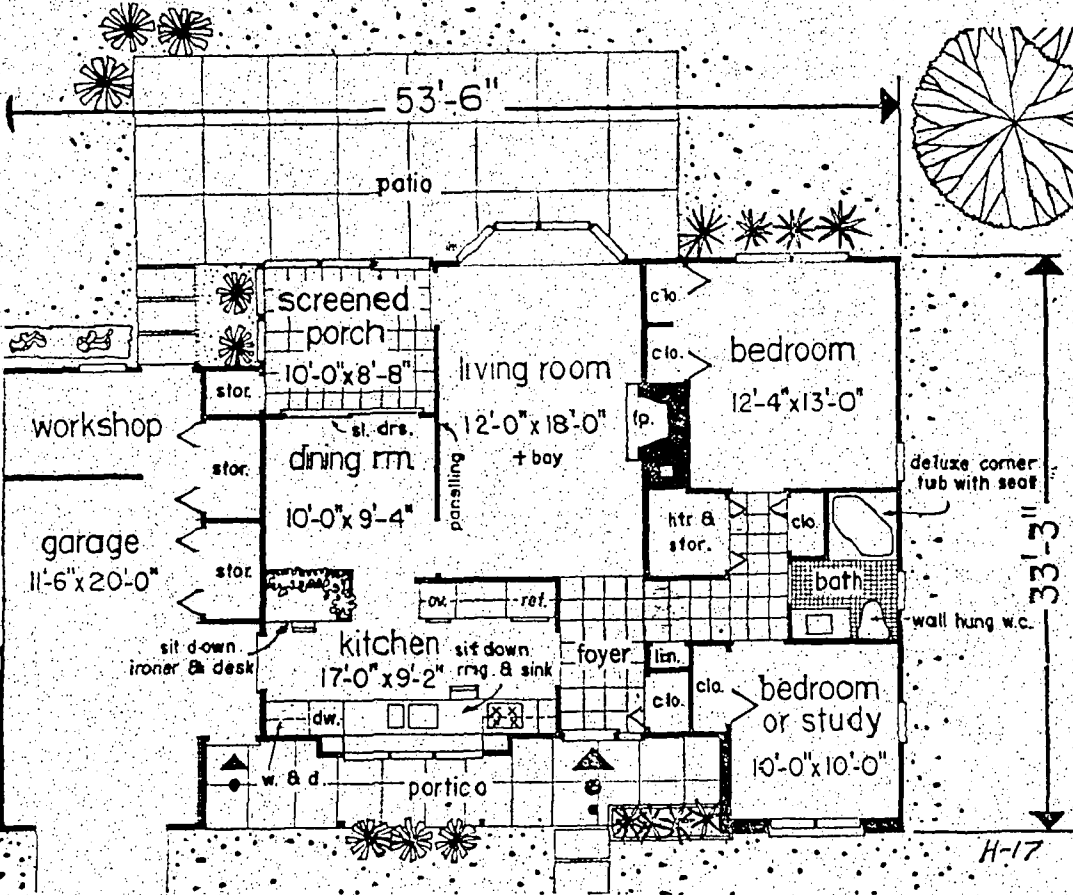 53'-6"
patio
screened
porch
10'-0"x8'-8"
living room
12'-0"x18'-0"
+ bay
clo.
clo.
bedroom
12'-4"x13'-0"
fp.
stor.
workshop
stor.
sl. drs.
dining rm.
10'-0"x 9'-4"
panelling
deluxe corner
tub with seat
33'-3"
htr &
stor.
clo.
garage
11'-6"x20'-0"
stor.
bath
ov.
ref.
wall hung w.c.
sit down
ironer & desk
kitchen
17'-0"x9'-2"
sit down
rng. & sink
foyer
lin.
clo.
clo.
bedroom
or study
10'-0"x10'-0"
dw.
w. & d.
portico
H-17